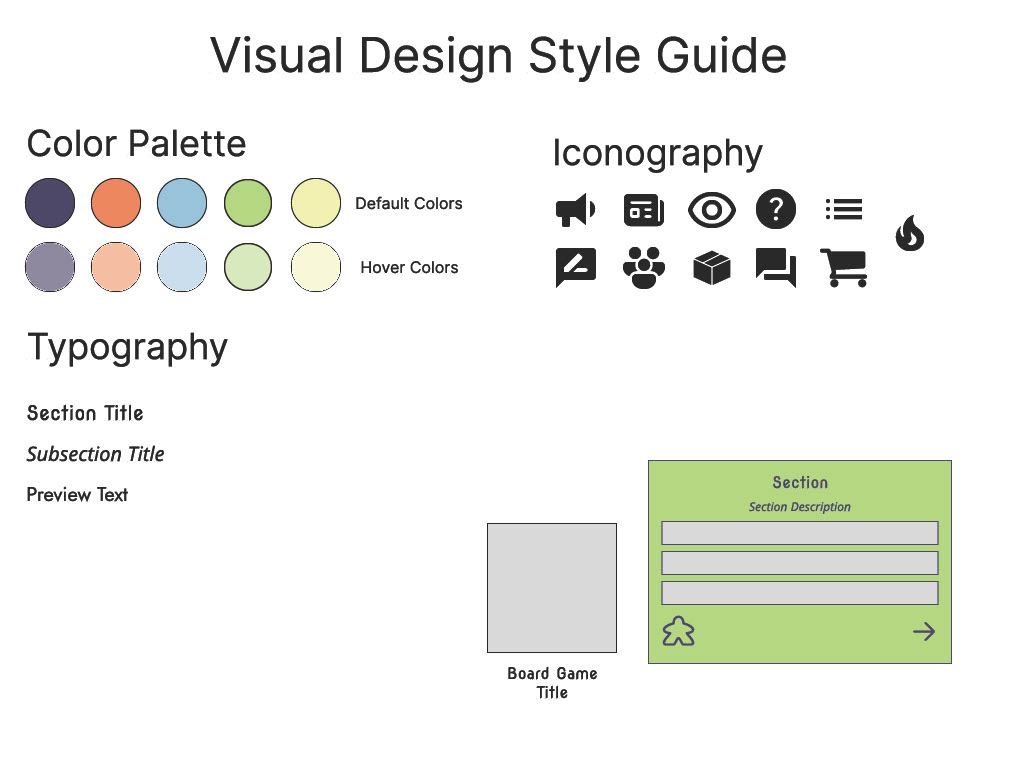 Visual Design Style Guide
Color Palette
Default Colors
Hover Colors
Iconography
?
Typography
Section Title
Subsection Title
Preview Text
Board Game
Title
Section
Section Description